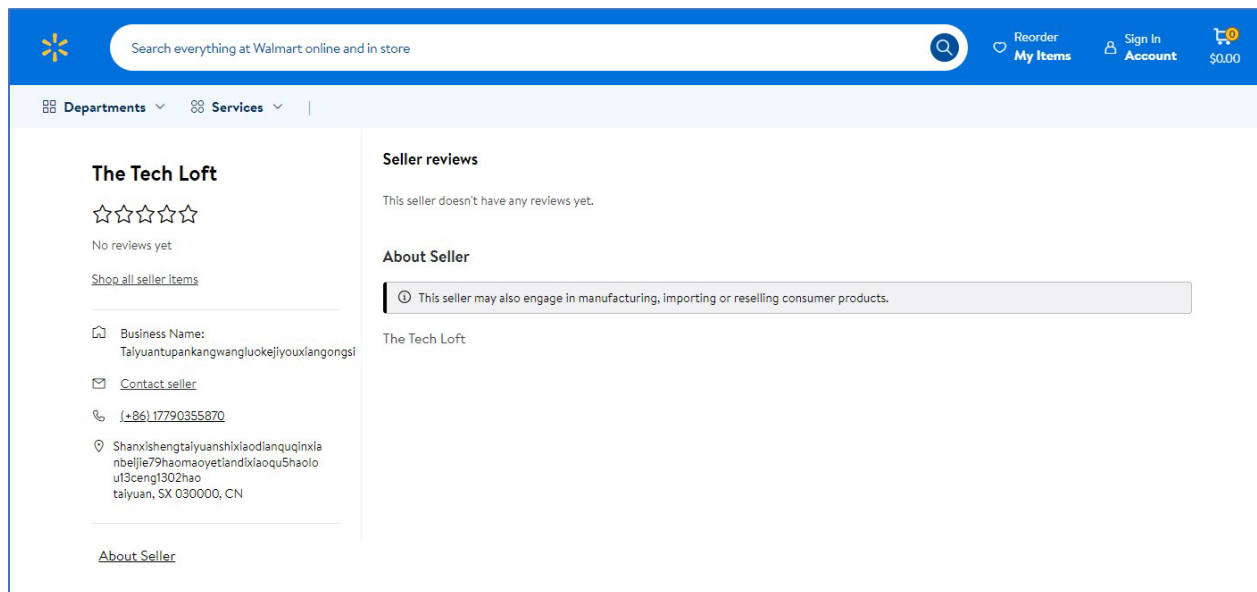 Search everything at Walmart online and in store
Reorder
My Items
Sign In
Account
0
$0.00
Departments
Services
The Tech Loft
No reviews yet
Shop all seller items
Business Name:
Taiyuantupankangwangluokejiyouxiangongsi
Contact seller
(+86) 17790355870
Shanxishengtaiyuanshixiaodianquqinxia
nbeijie79haomaoyetiandixiaoqu5haolo
u13ceng1302hao
taiyuan, SX 030000, CN
About Seller
Seller reviews
This seller doesn't have any reviews yet.
About Seller
This seller may also engage in manufacturing, importing or reselling consumer products.
The Tech Loft